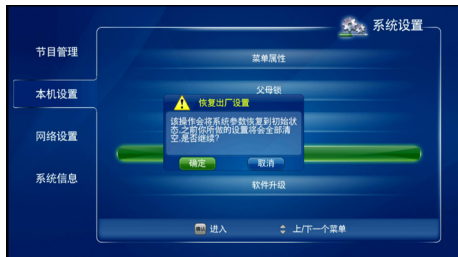 系统设置
节目管理
菜单属性
本机设置
父母锁
恢复出厂设置
该操作会将系统参数恢复到初始状
态,之前你所做的设置将会全部清
空,是否继续?
确定
取消
网络设置
系统信息
软件升级
确认 进入
上/下一个菜单